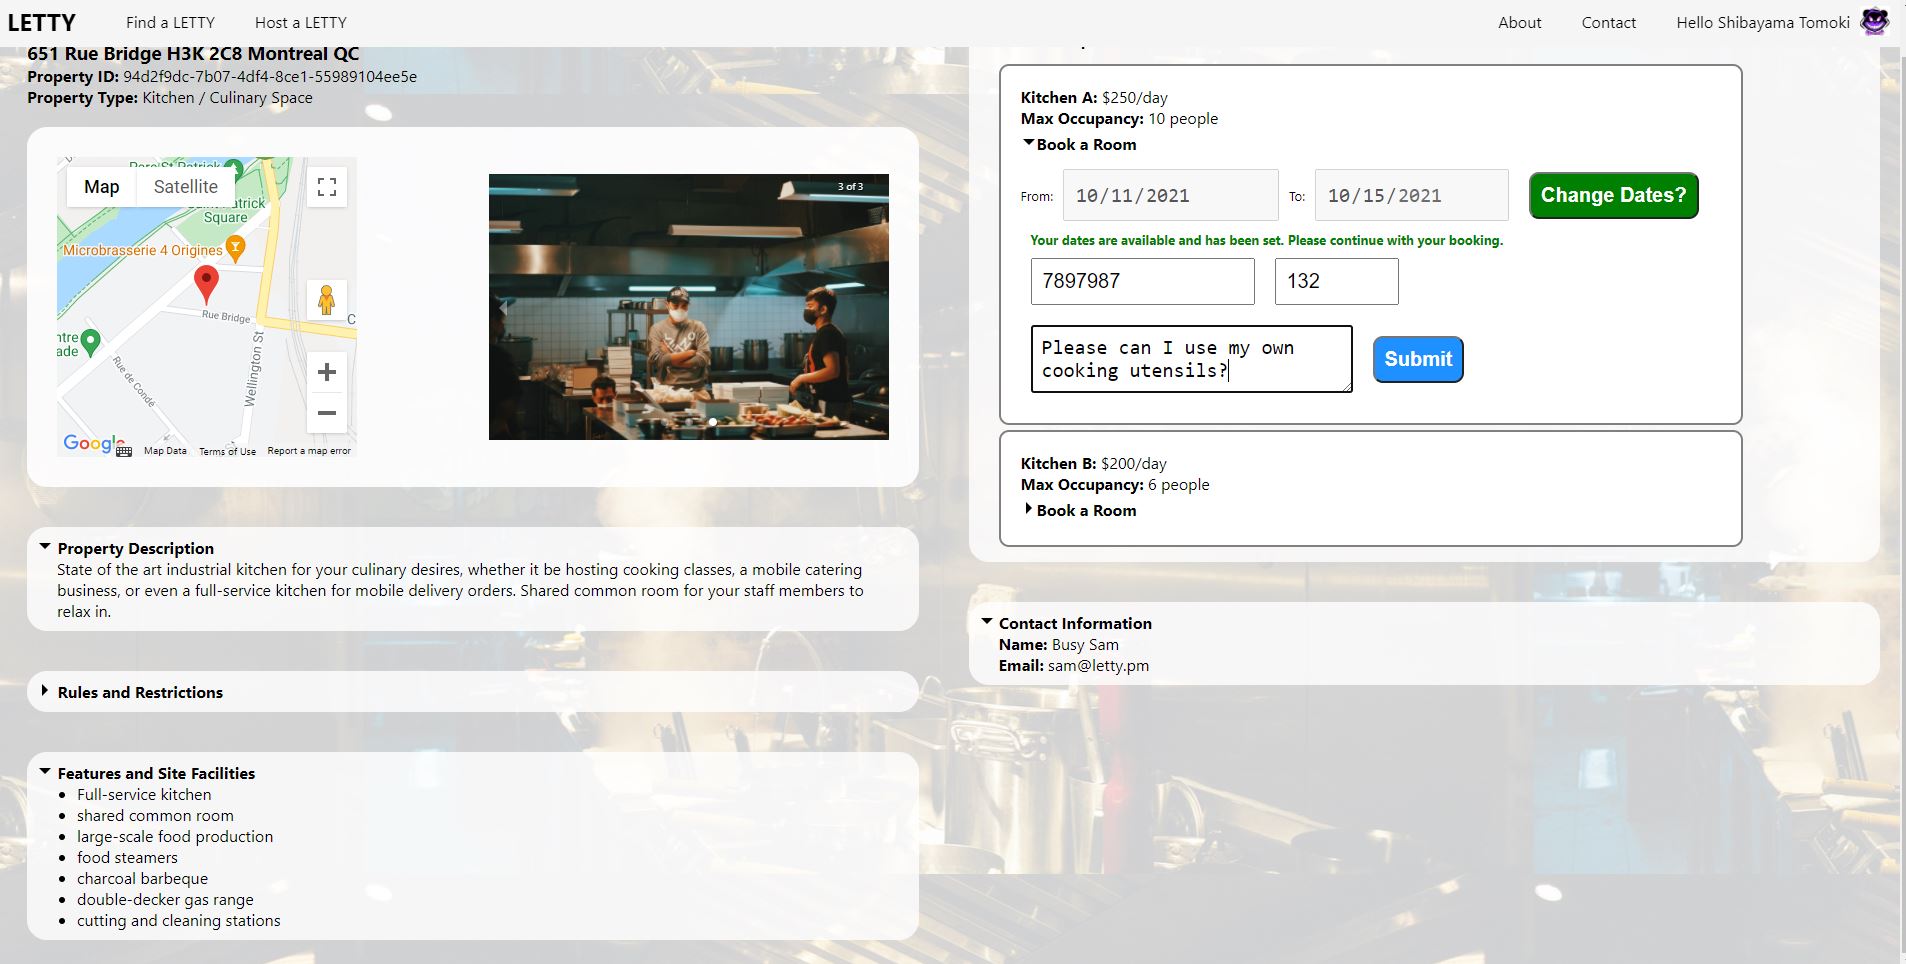 LETTY
Find a LETTY
Host a LETTY
About
Contact
Hello Shibayama Tomoki
651 Rue Bridge H3K 2C8 Montreal QC
Property ID: 94d2f9dc-7b07-4df4-8ce1-55989104ee5e
Property Type: Kitchen / Culinary Space
Map
Satellite
Square
Microbrasserie 4 Origines
Rue Bridge
Wellington St
Rue de Condé
Google
Map Data
Terms of Use
Report a map error
3 of 3
Property Description
State of the art industrial kitchen for your culinary desires, whether it be hosting cooking classes, a mobile catering
business, or even a full-service kitchen for mobile delivery orders. Shared common room for your staff members to
relax in.
Rules and Restrictions
Features and Site Facilities
Full-service kitchen
shared common room
large-scale food production
food steamers
charcoal barbeque
double-decker gas range
cutting and cleaning stations
Kitchen A: $250/day
Max Occupancy: 10 people
Book a Room
From: 10/11/2021 To: 10/15/2021 Change Dates?
Your dates are available and has been set. Please continue with your booking.
7897987 132
Please can I use my own
cooking utensils?
Submit
Kitchen B: $200/day
Max Occupancy: 6 people
Book a Room
Contact Information
Name: Busy Sam
Email: sam@letty.pm